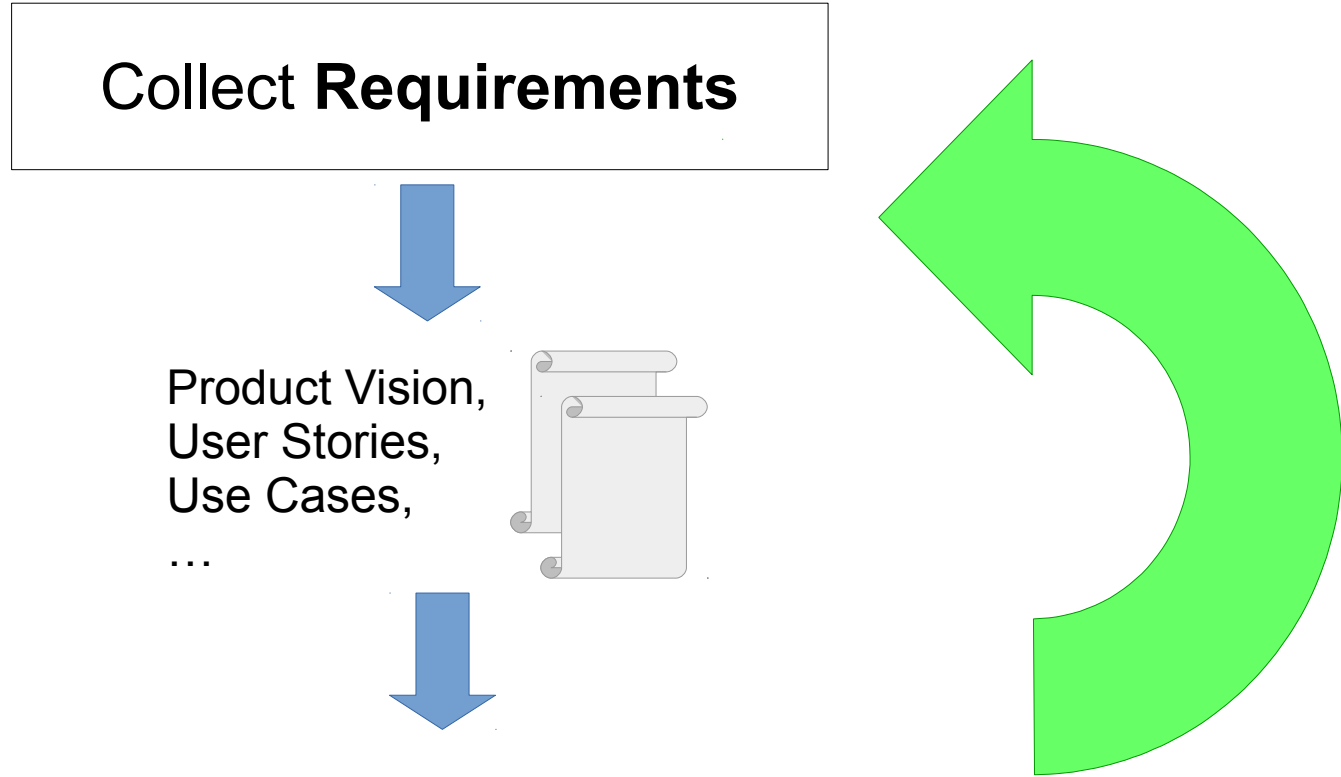 Collect Requirements
Product Vision,
User Stories,
Use Cases,
…